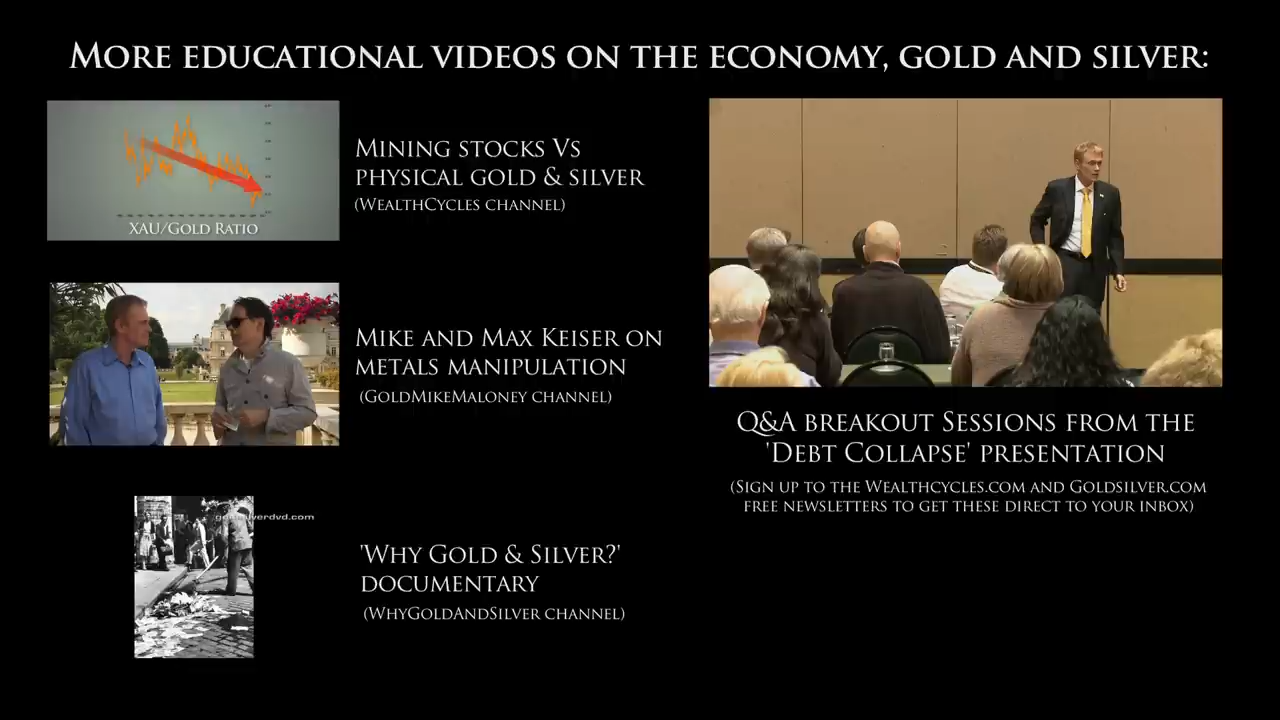 MORE EDUCATIONAL VIDEOS ON THE ECONOMY, GOLD AND SILVER:
XAU/GOLD RATIO
MINING STOCKS VS
PHYSICAL GOLD & SILVER
(WEALTHCYCLES CHANNEL)
MIKE AND MAX KEISER ON
METALS MANIPULATION
(GOLDMIKEMALONEY CHANNEL)
'WHY GOLD & SILVER?'
DOCUMENTARY
(WHYGOLDANDSILVER CHANNEL)
Q&A BREAKOUT SESSIONS FROM THE
'DEBT COLLAPSE' PRESENTATION
(SIGN UP TO THE WEALTHCYCLES.COM AND GOLDSILVER.COM
FREE NEWSLETTERS TO GET THESE DIRECT TO YOUR INBOX)